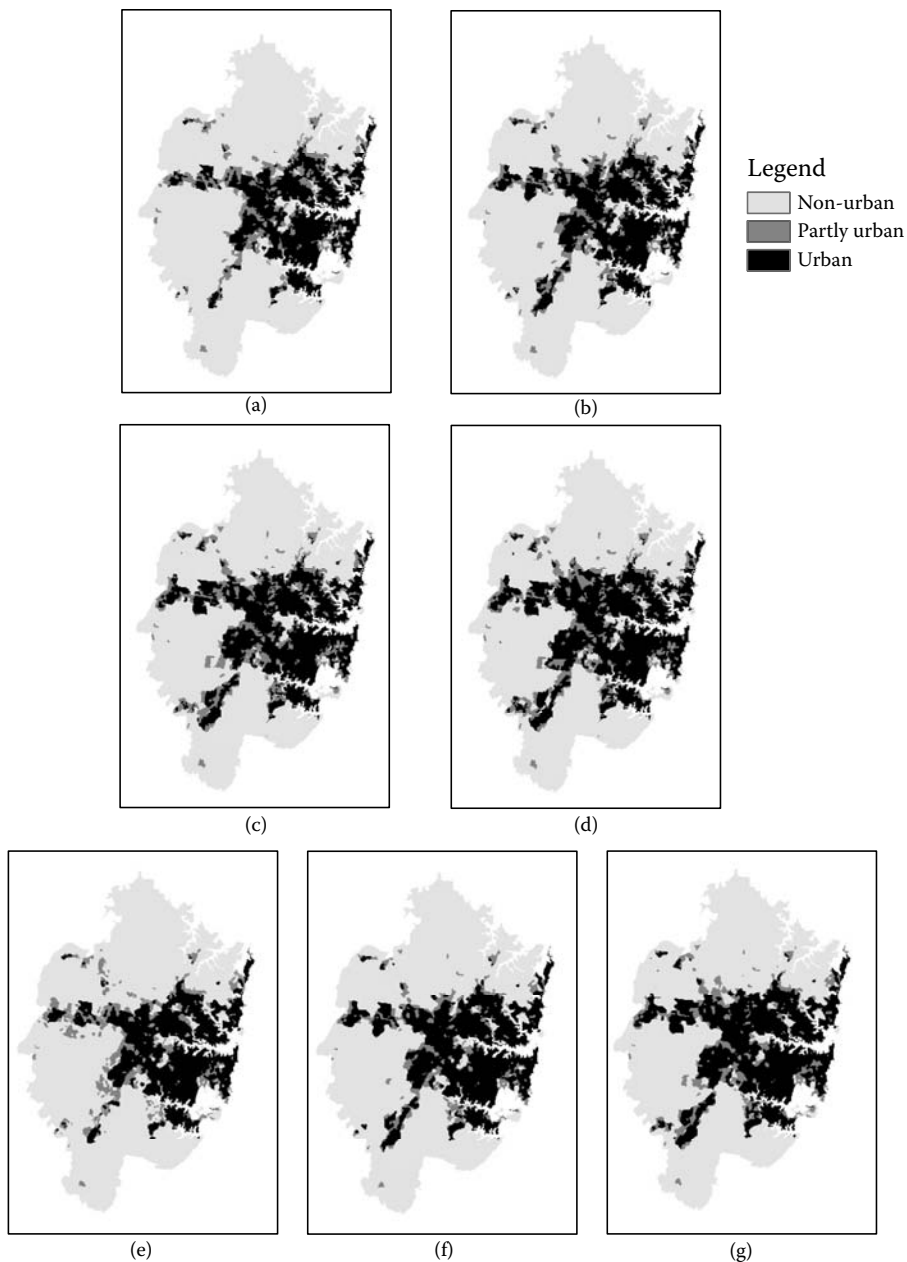 (a)
(b)
Legend
Non-urban
Partly urban
Urban
(c)
(d)
(e)
(f)
(g)